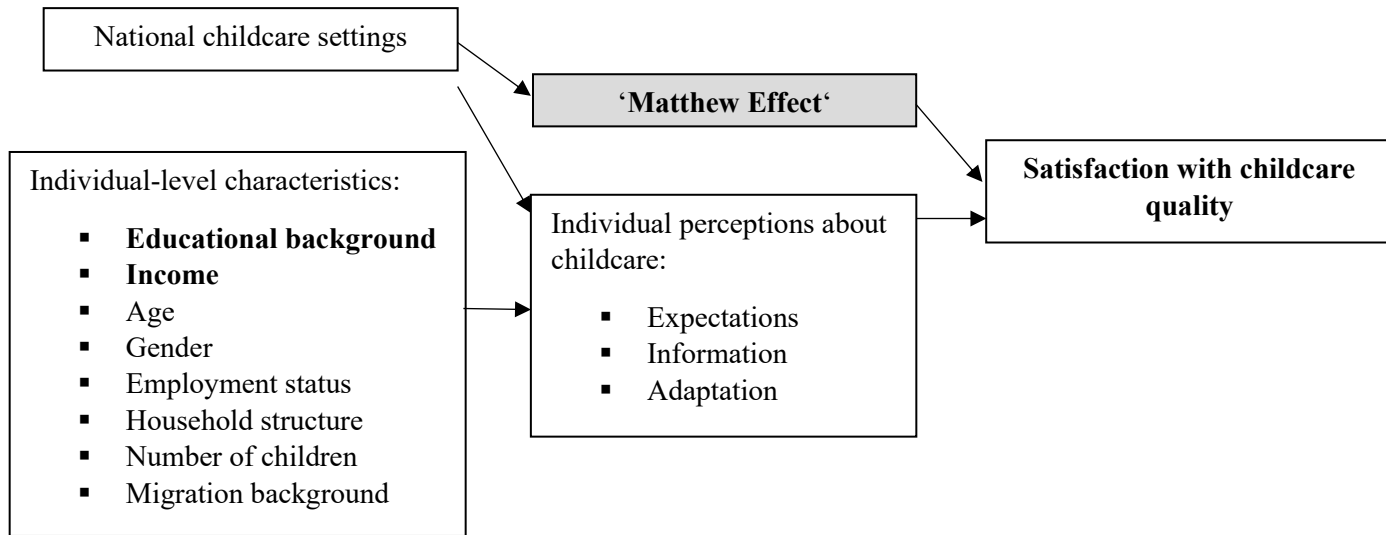 National childcare settings
‘Matthew Effect‘
Individual-level characteristics:
▪ Educational background
▪ Income
▪ Age
▪ Gender
▪ Employment status
▪ Household structure
▪ Number of children
▪ Migration background
Individual perceptions about
childcare:
▪ Expectations
▪ Information
▪ Adaptation
Satisfaction with childcare
quality